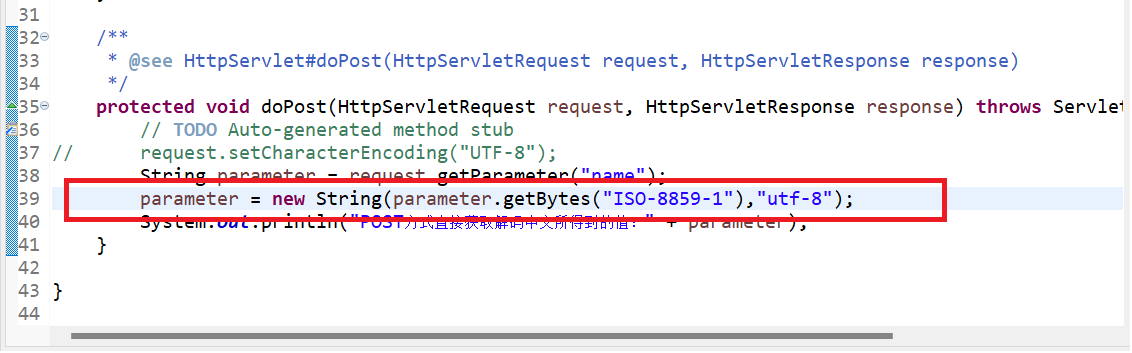 31
32 /**
33 * @see HttpServlet#doPost(HttpServletRequest request, HttpServletResponse response)
34 */
35 protected void doPost(HttpServletRequest request, HttpServletResponse response) throws Servlet
36 // TODO Auto-generated method stub
37 // request.setCharacterEncoding("UTF-8");
38 String parameter = request.getParameter("name");
39 parameter = new String(parameter.getBytes("ISO-8859-1"),"utf-8");
40 System.out.println("POST方式直接获取解码中文所得到的值：" + parameter);
41 }
42
43 }
44